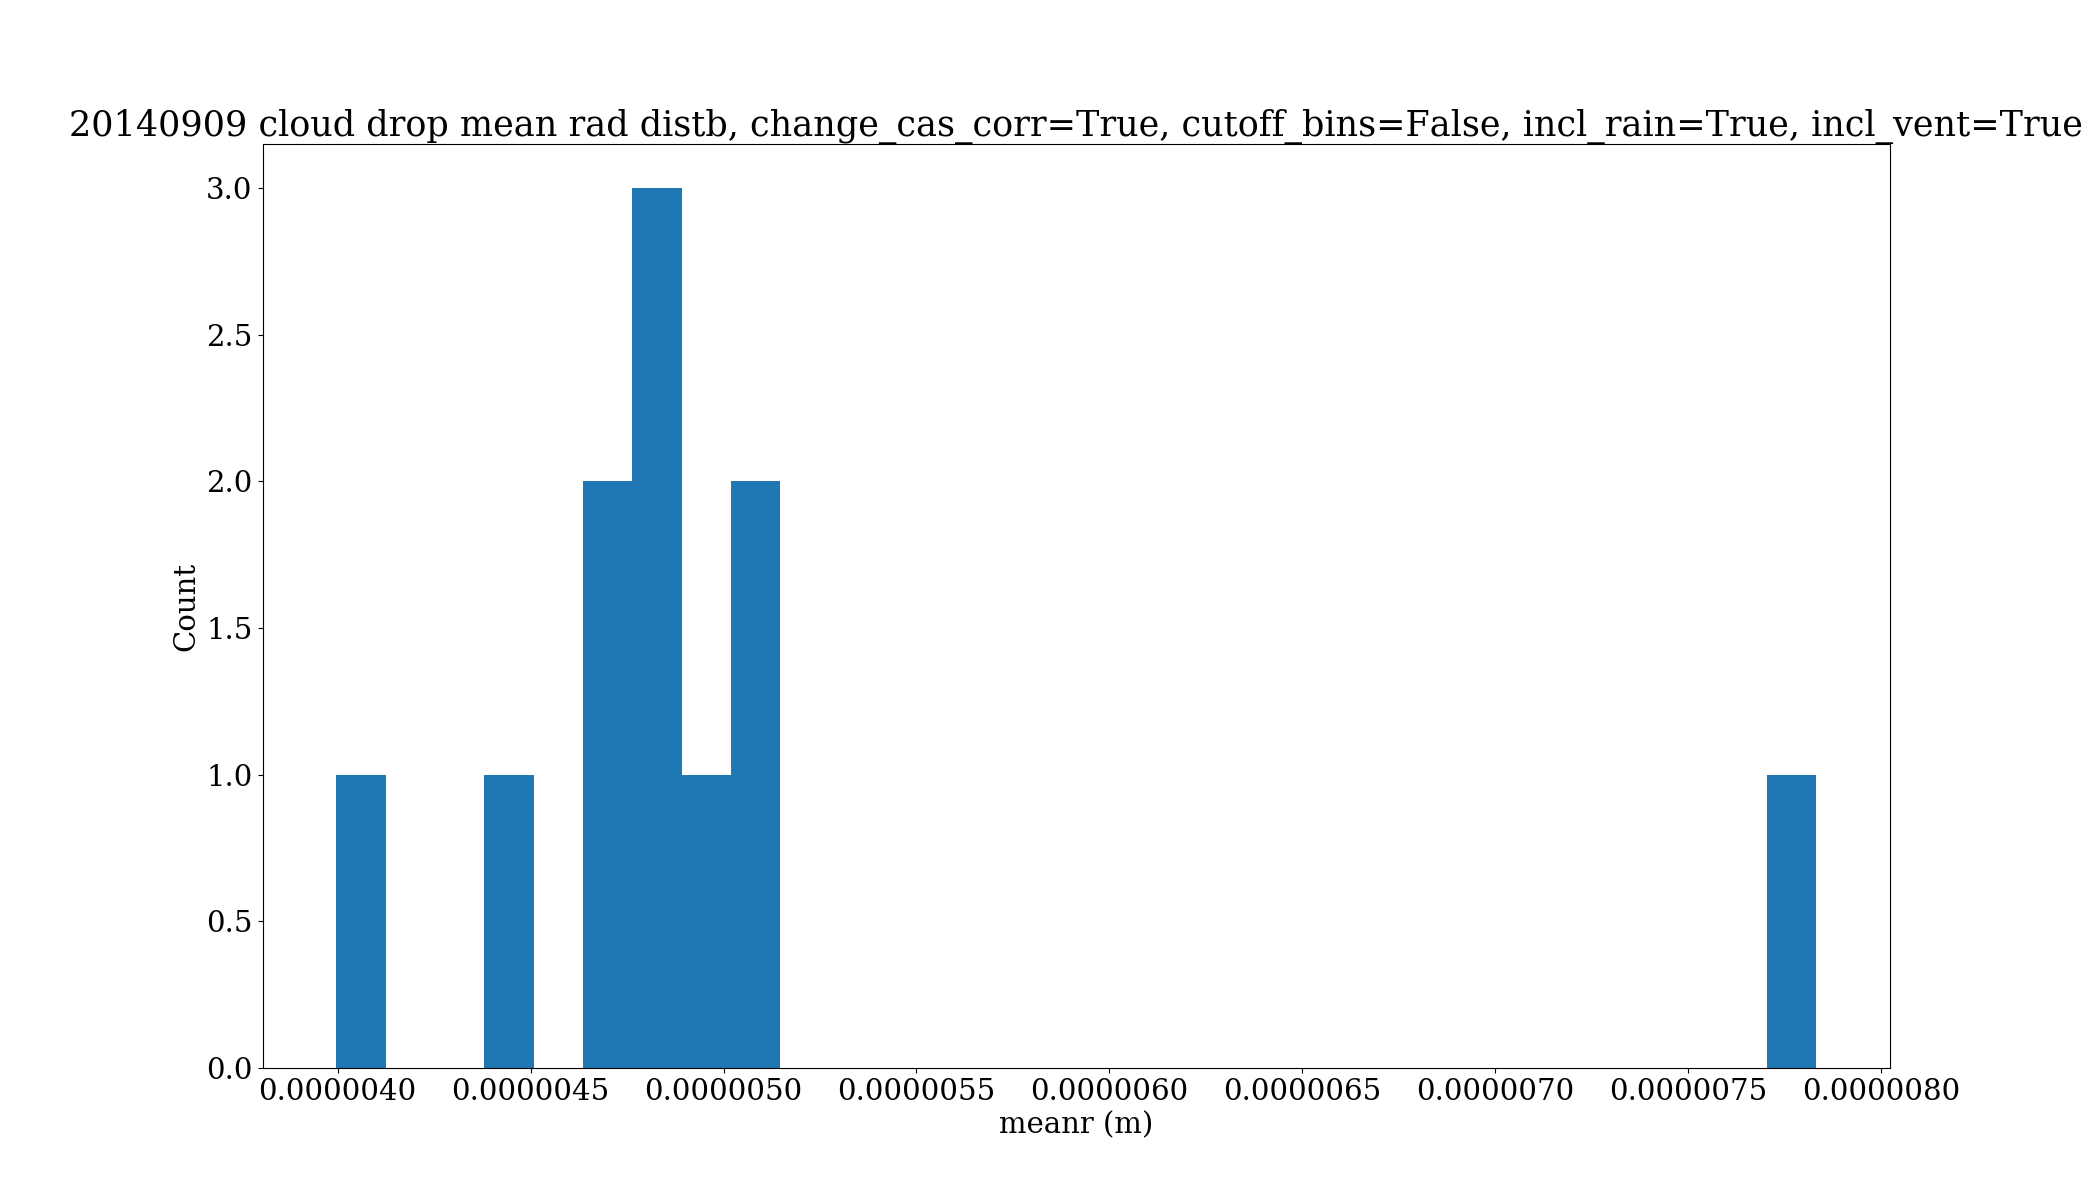 20140909 cloud drop mean rad distb, change_cas_corr=True, cutoff_bins=False, incl_rain=True, incl_vent=True
3.0
2.5
2.0
1.5
1.0
0.5
0.0
Count
0.0000040 0.0000045 0.0000050 0.0000055 0.0000060 0.0000065 0.0000070 0.0000075 0.0000080
meanr (m)